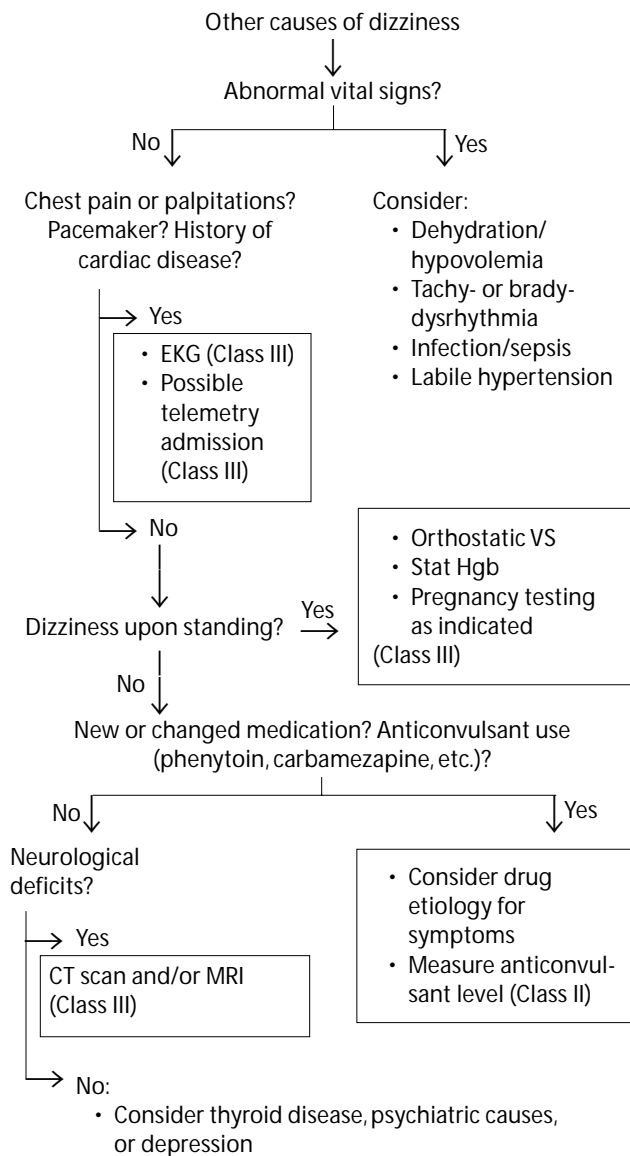 Other causes of dizziness
Abnormal vital signs?
No
Yes
Chest pain or palpitations?
Pacemaker? History of
cardiac disease?
Consider:
• Dehydration/
hypovolemia
• Tachy- or brady-
dysrhythmia
• Infection/sepsis
• Labile hypertension
Yes
• EKG (Class III)
• Possible
telemetry
admission
(Class III)
No
• Orthostatic VS
• Stat Hgb
• Pregnancy testing
as indicated
(Class III)
Dizziness upon standing?
Yes
No
New or changed medication? Anticonvulsant use
(phenytoin, carbamezapine, etc.)?
No
Yes
Neurological
deficits?
• Consider drug
etiology for
symptoms
• Measure anticonvul-
sant level (Class II)
Yes
CT scan and/or MRI
(Class III)
No:
• Consider thyroid disease, psychiatric causes,
or depression